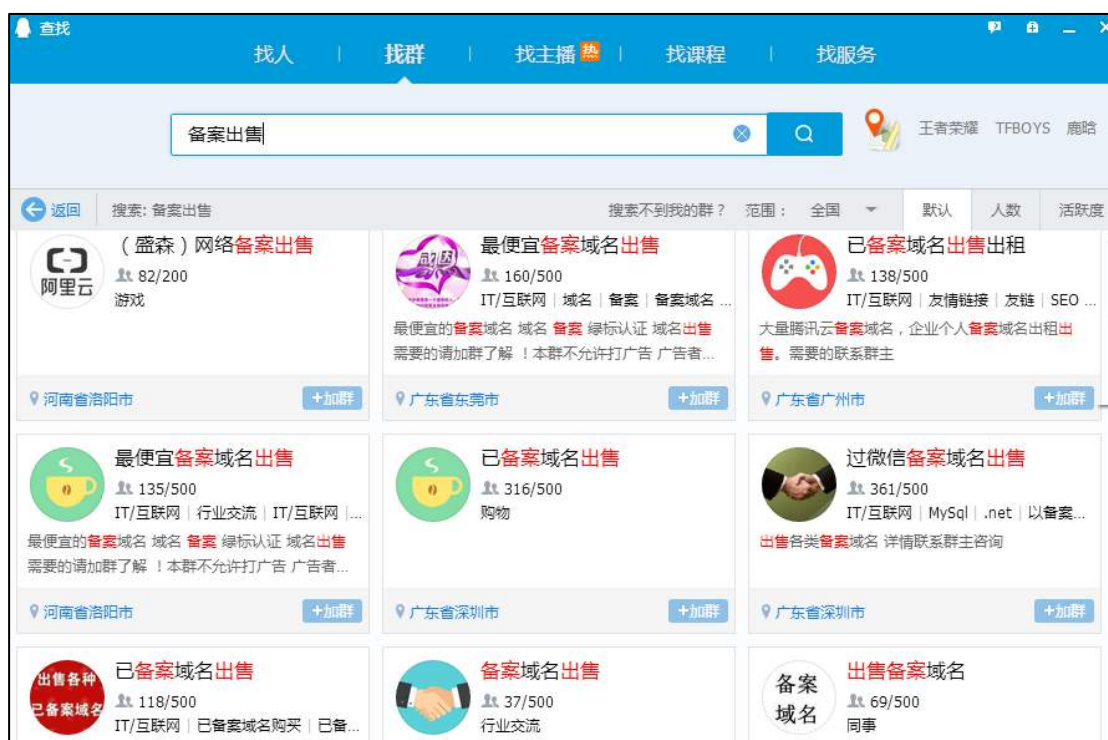 查找
找人 | 找群 | 找主播 热 | 找课程 | 找服务
备案出售
王者荣耀 TFBOYS 鹿晗
返回 搜索: 备案出售 搜索不到我的群？ 范围： 全国 默认 人数 活跃度
阿里云
（盛森）网络备案出售
82/200
游戏
河南省洛阳市 +加群
最便宜备案域名出售
160/500
IT/互联网 | 域名 | 备案 | 备案域名 ...
最便宜的备案域名 域名 备案 绿标认证 域名出售
需要的请加群了解 ！本群不允许打广告 广告者...
广东省东莞市 +加群
已备案域名出售出租
138/500
IT/互联网 | 友情链接 | 友链 | SEO ...
大量腾讯云备案域名，企业个人备案域名出租出
售。需要的联系群主
广东省广州市 +加群
最便宜备案域名出售
135/500
IT/互联网 | 行业交流 | IT/互联网 |...
最便宜的备案域名 域名 备案 绿标认证 域名出售
需要的请加群了解 ！本群不允许打广告 广告者...
河南省洛阳市 +加群
已备案域名出售
316/500
购物
广东省深圳市 +加群
过微信备案域名出售
361/500
IT/互联网 | MySql | .net | 以备案...
出售各类备案域名 详情联系群主咨询
广东省深圳市 +加群
出售各种
已备案域名
已备案域名出售
118/500
IT/互联网 | 已备案域名购买 | 已备...
备案域名出售
37/500
行业交流
备案
域名
出售备案域名
69/500
同事